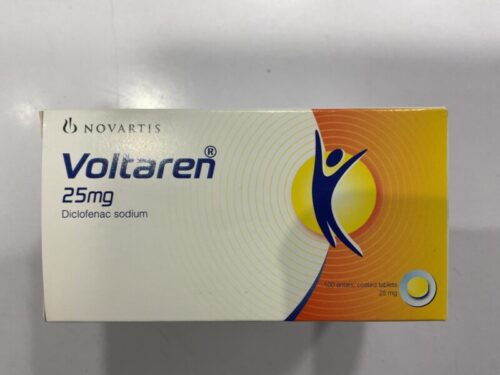 NOVARTIS
Voltaren®
25mg
Diclofenac sodium
100 enteric coated tablets
25 mg